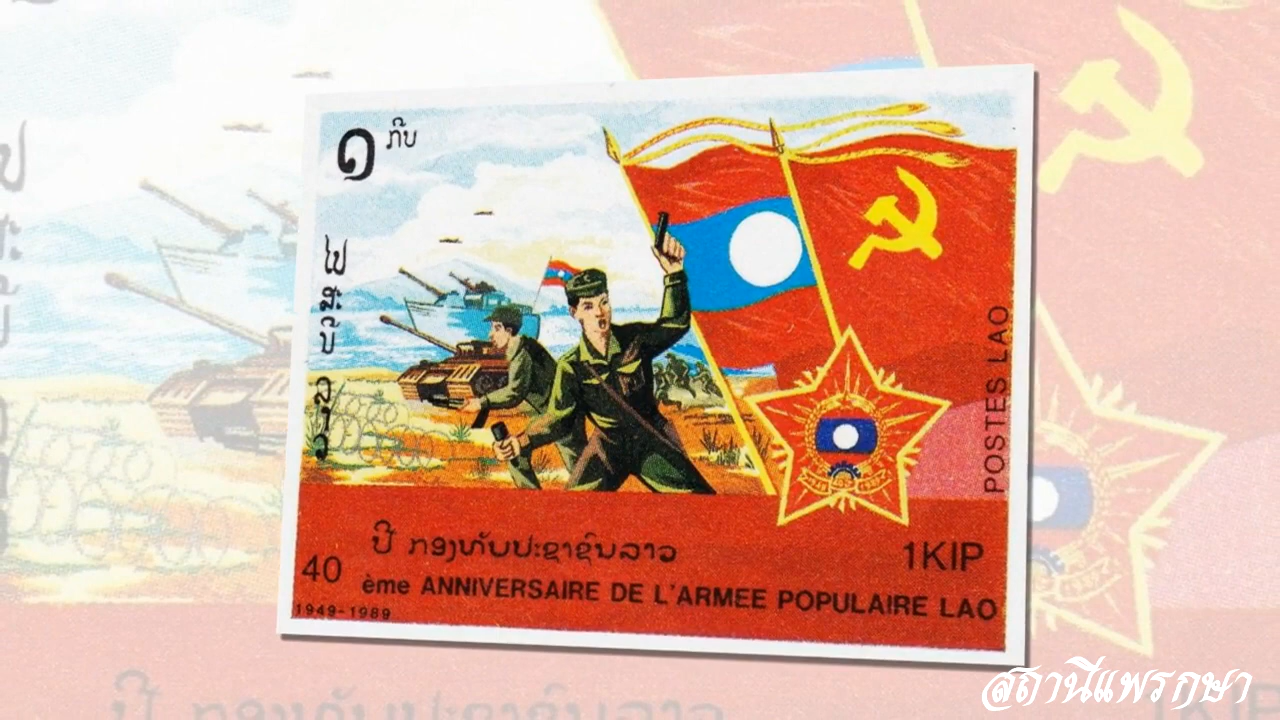 ໑ ກີບ
ໄປສະນີ ລາວ
POSTES LAO
40 ປີ ກອງທັບປະຊາຊົນລາວ
1KIP
ème ANNIVERSAIRE DE L'ARMEE POPULAIRE LAO
1949-1989
สถานีแพรกษา